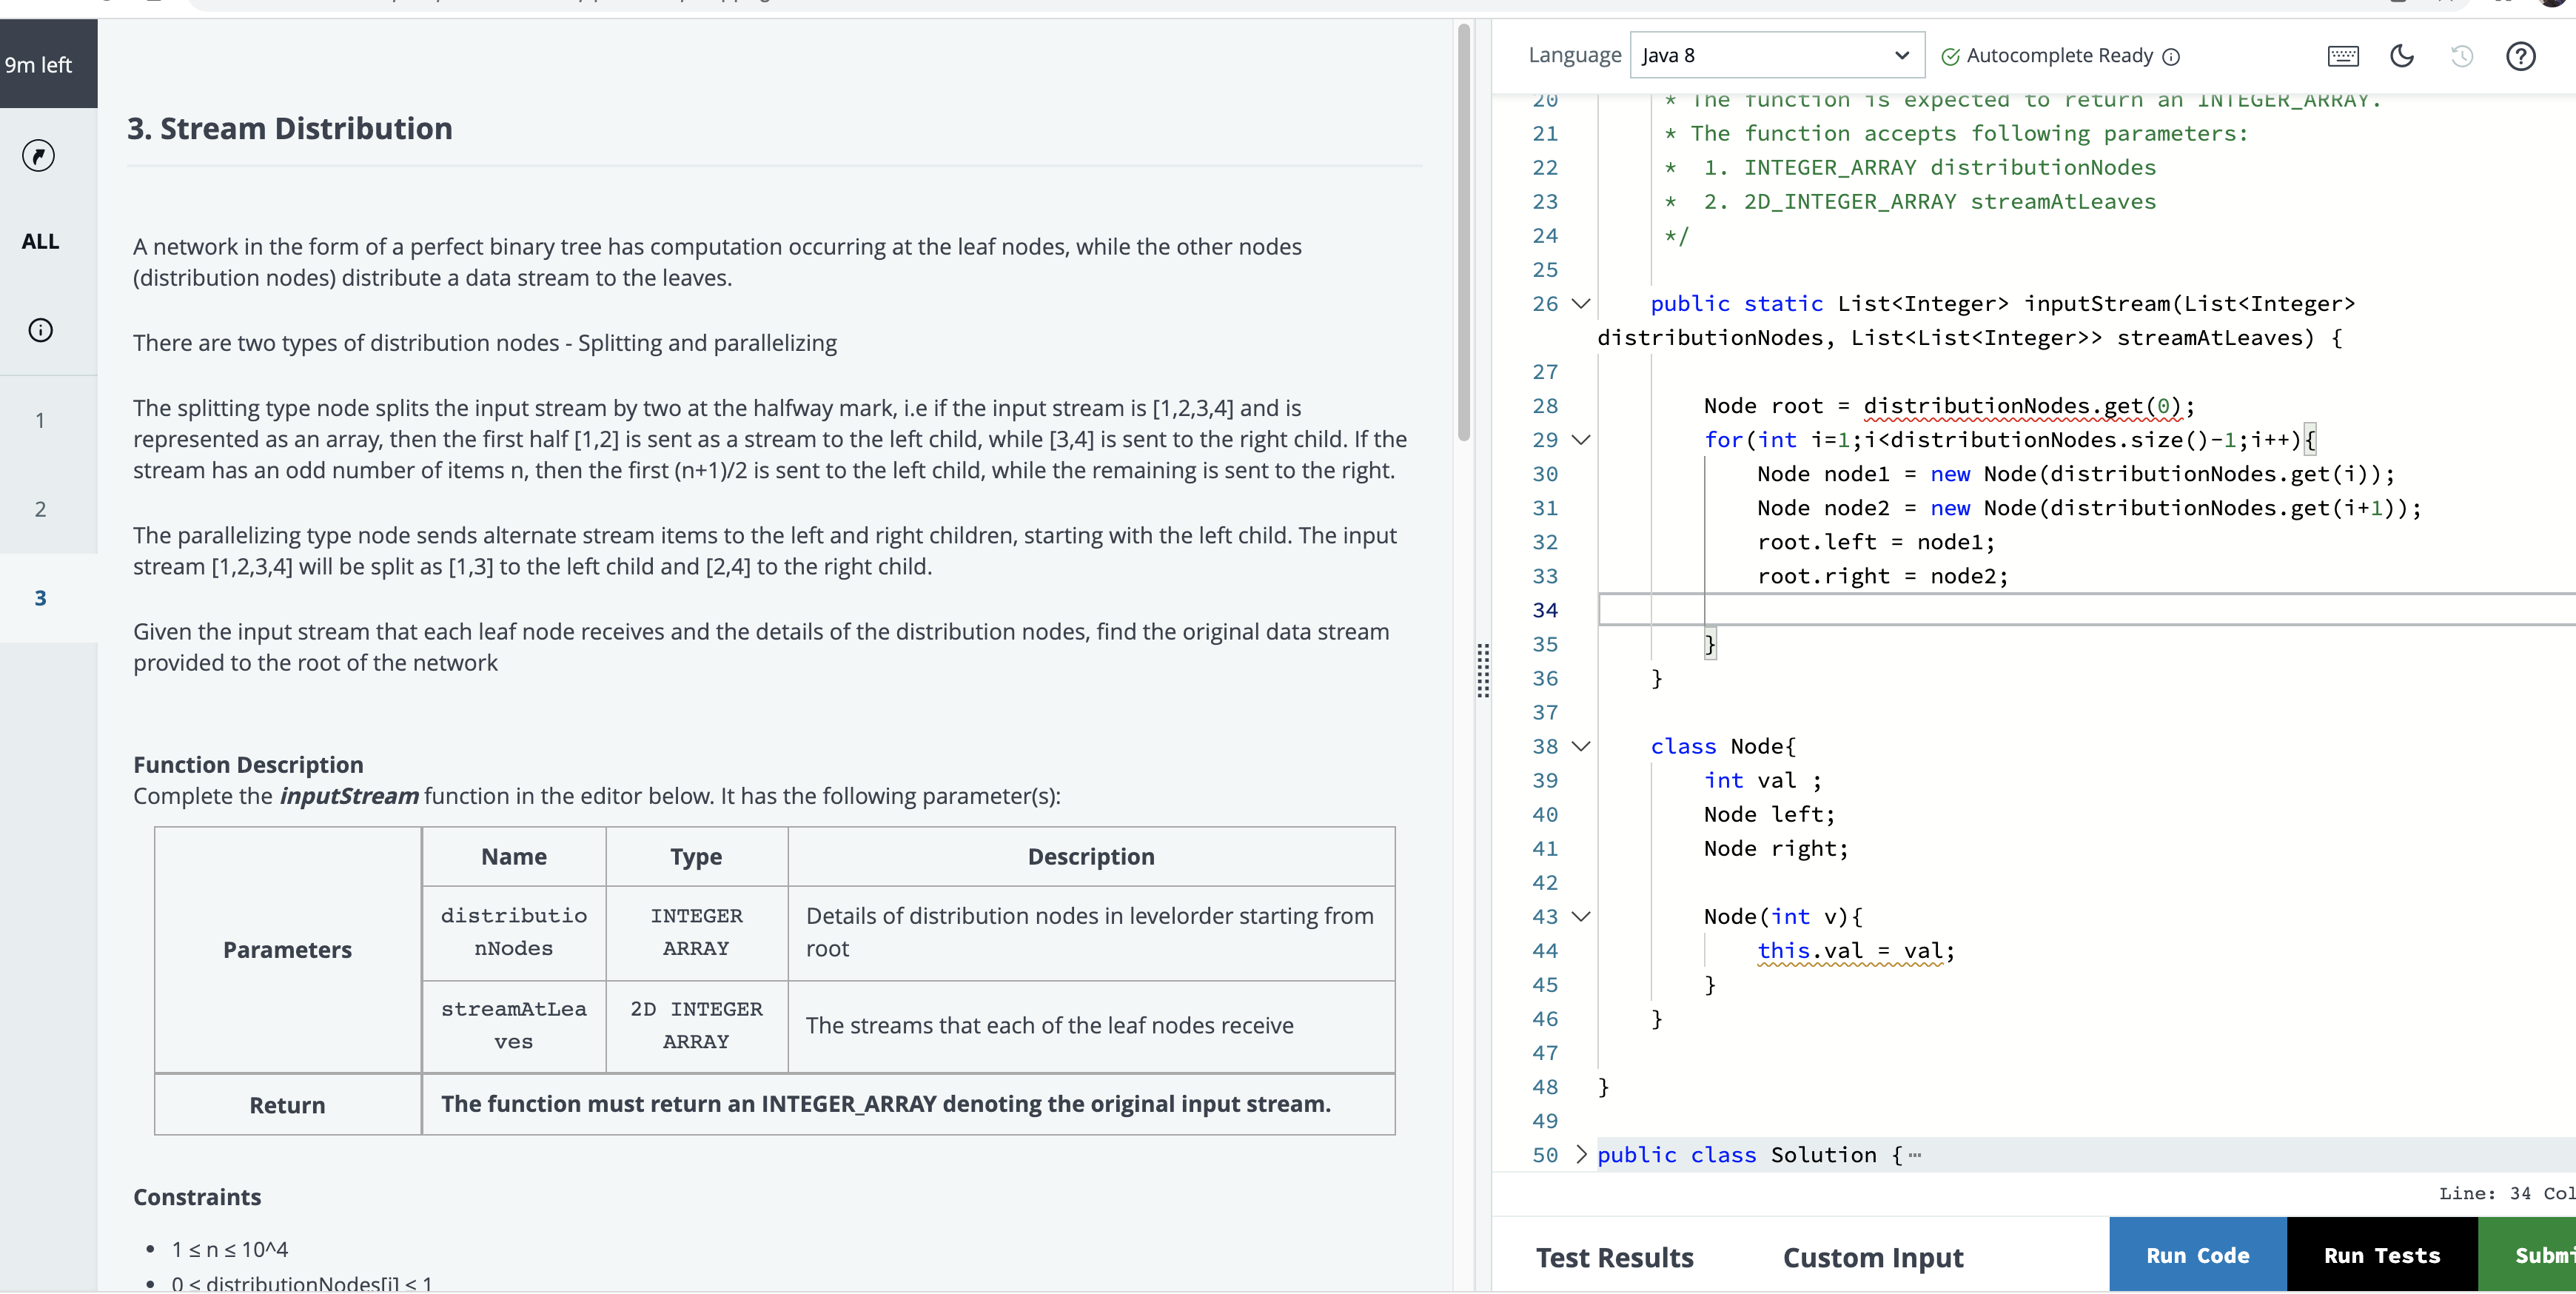 9m left
ALL
1
2
3
3. Stream Distribution
A network in the form of a perfect binary tree has computation occurring at the leaf nodes, while the other nodes
(distribution nodes) distribute a data stream to the leaves.
There are two types of distribution nodes - Splitting and parallelizing
The splitting type node splits the input stream by two at the halfway mark, i.e if the input stream is [1,2,3,4] and is
represented as an array, then the first half [1,2] is sent as a stream to the left child, while [3,4] is sent to the right child. If the
stream has an odd number of items n, then the first (n+1)/2 is sent to the left child, while the remaining is sent to the right.
The parallelizing type node sends alternate stream items to the left and right children, starting with the left child. The input
stream [1,2,3,4] will be split as [1,3] to the left child and [2,4] to the right child.
Given the input stream that each leaf node receives and the details of the distribution nodes, find the original data stream
provided to the root of the network
Function Description
Complete the inputStream function in the editor below. It has the following parameter(s):
Name Type Description
Parameters
distributio
nNodes
INTEGER
ARRAY
Details of distribution nodes in levelorder starting from
root
streamAtLea
ves
2D INTEGER
ARRAY
The streams that each of the leaf nodes receive
Return
The function must return an INTEGER_ARRAY denoting the original input stream.
Constraints
• 1 ≤ n ≤ 10^4
• 0 ≤ distributionNodes[i] ≤ 1
Language Java 8 Autocomplete Ready
20 * The function is expected to return an INTEGER_ARRAY.
21 * The function accepts following parameters:
22 * 1. INTEGER_ARRAY distributionNodes
23 * 2. 2D_INTEGER_ARRAY streamAtLeaves
24 */
25
26 public static List<Integer> inputStream(List<Integer>
distributionNodes, List<List<Integer>> streamAtLeaves) {
27
28 Node root = distributionNodes.get(0);
29 for(int i=1;i<distributionNodes.size()-1;i++){
30 Node node1 = new Node(distributionNodes.get(i));
31 Node node2 = new Node(distributionNodes.get(i+1));
32 root.left = node1;
33 root.right = node2;
34
35 }
36 }
37
38 class Node{
39 int val ;
40 Node left;
41 Node right;
42
43 Node(int v){
44 this.val = val;
45 }
46 }
47
48 }
49
50 public class Solution {
Line: 34
Test Results Custom Input Run Code Run Tests